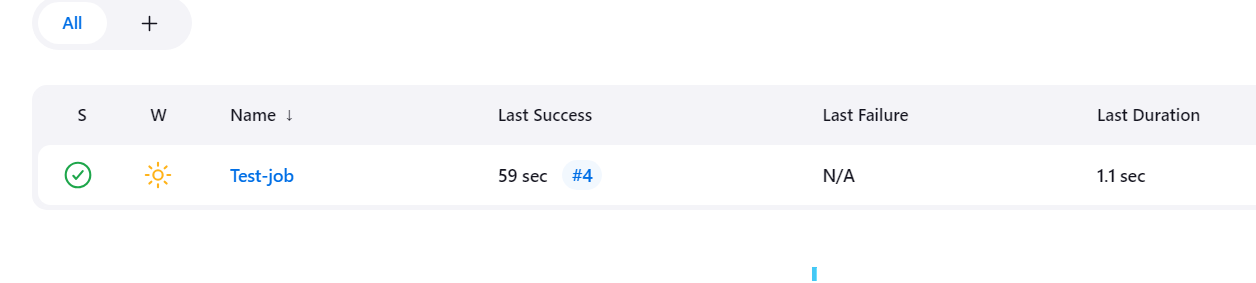 All +
S W Name ↓ Last Success Last Failure Last Duration
Test-job 59 sec #4 N/A 1.1 sec